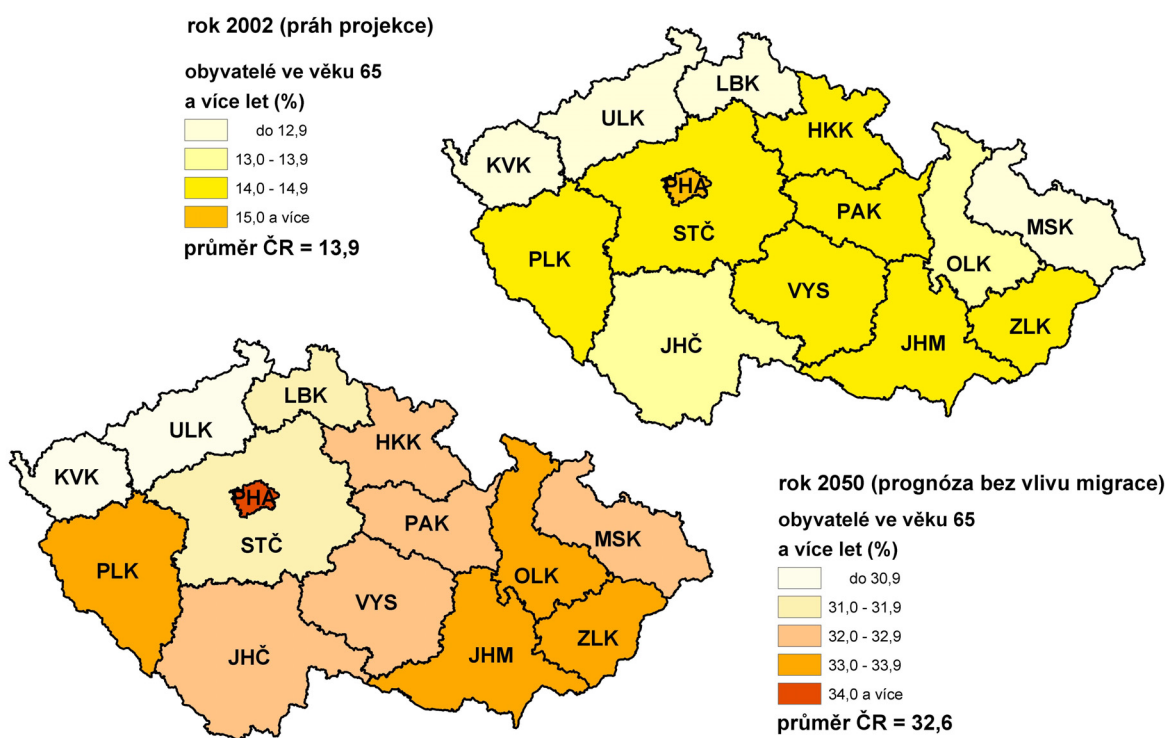 rok 2002 (práh projekce)
obyvatelé ve věku 65
a více let (%)
do 12,9
13,0 - 13,9
14,0 - 14,9
15,0 a více
průměr ČR = 13,9
LBK
ULK
HKK
KVK
PHA
PAK
STČ
MSK
PLK
OLK
VYS
ZLK
JHČ
JHM
LBK
ULK
HKK
KVK
PHA
PAK
STČ
MSK
PLK
OLK
VYS
ZLK
JHČ
JHM
rok 2050 (prognóza bez vlivu migrace)
obyvatelé ve věku 65
a více let (%)
do 30,9
31,0 - 31,9
32,0 - 32,9
33,0 - 33,9
34,0 a více
průměr ČR = 32,6